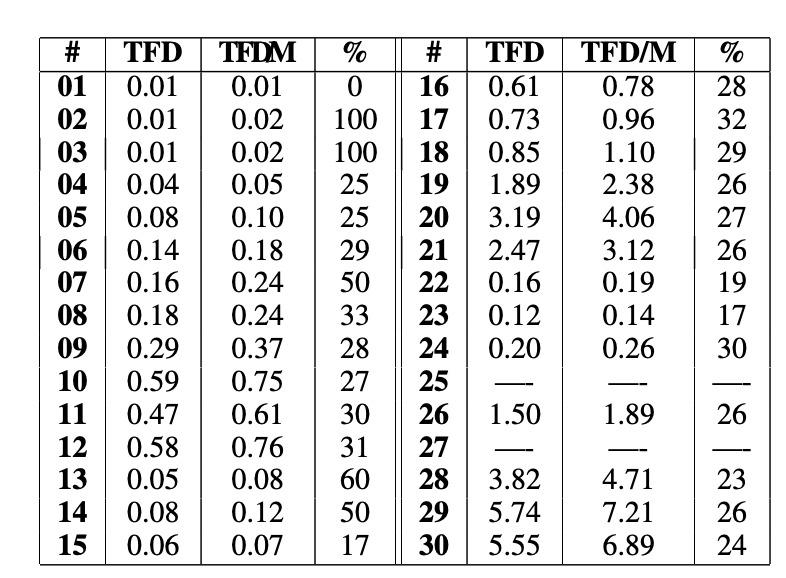 # TFD TFD/M % # TFD TFD/M %
01 0.01 0.01 0 16 0.61 0.78 28
02 0.01 0.02 100 17 0.73 0.96 32
03 0.01 0.02 100 18 0.85 1.10 29
04 0.04 0.05 25 19 1.89 2.38 26
05 0.08 0.10 25 20 3.19 4.06 27
06 0.14 0.18 29 21 2.47 3.12 26
07 0.16 0.24 50 22 0.16 0.19 19
08 0.18 0.24 33 23 0.12 0.14 17
09 0.29 0.37 28 24 0.20 0.26 30
10 0.59 0.75 27 25 —- —- —-
11 0.47 0.61 30 26 1.50 1.89 26
12 0.58 0.76 31 27 —- —- —-
13 0.05 0.08 60 28 3.82 4.71 23
14 0.08 0.12 50 29 5.74 7.21 26
15 0.06 0.07 17 30 5.55 6.89 24